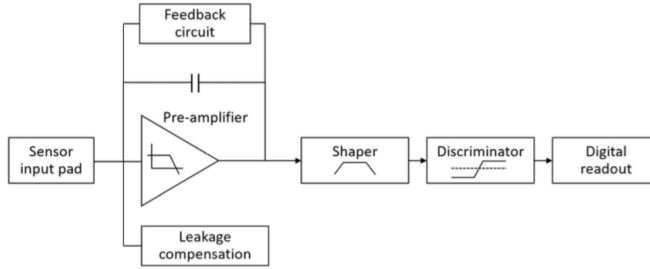 Feedback
circuit
Pre-amplifier
Sensor
input pad
Shaper
Discriminator
Digital
readout
Leakage
compensation